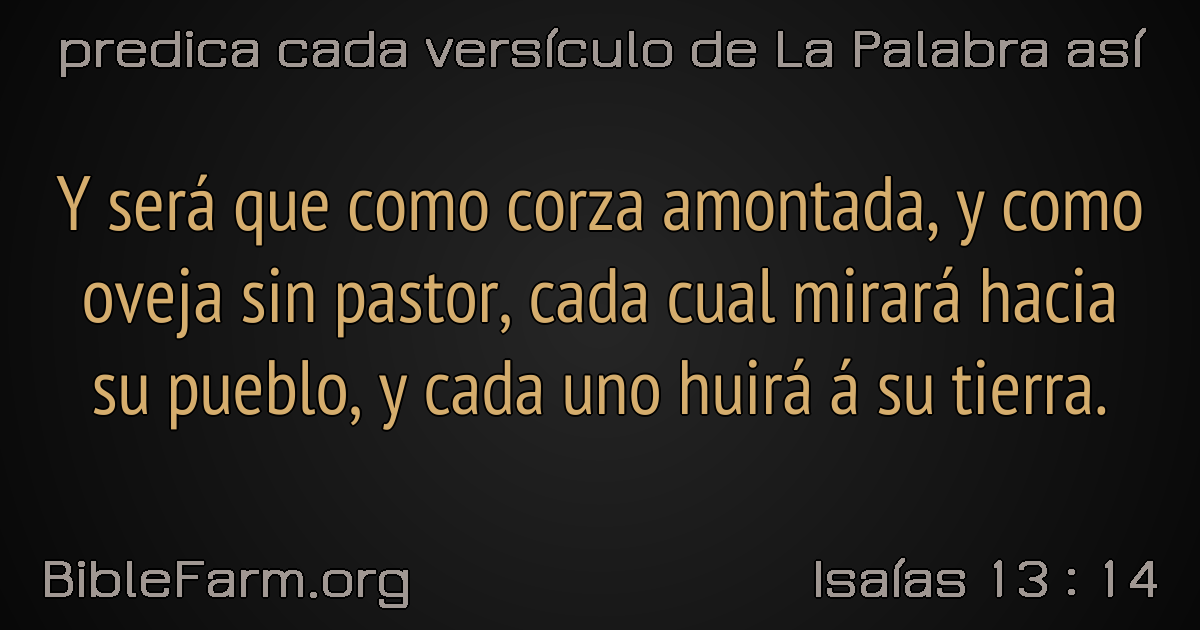 predica cada versículo de La Palabra así
Y será que como corza amontada, y como
oveja sin pastor, cada cual mirará hacia
su pueblo, y cada uno huirá á su tierra.
BibleFarm.org
Isaías 13 : 14